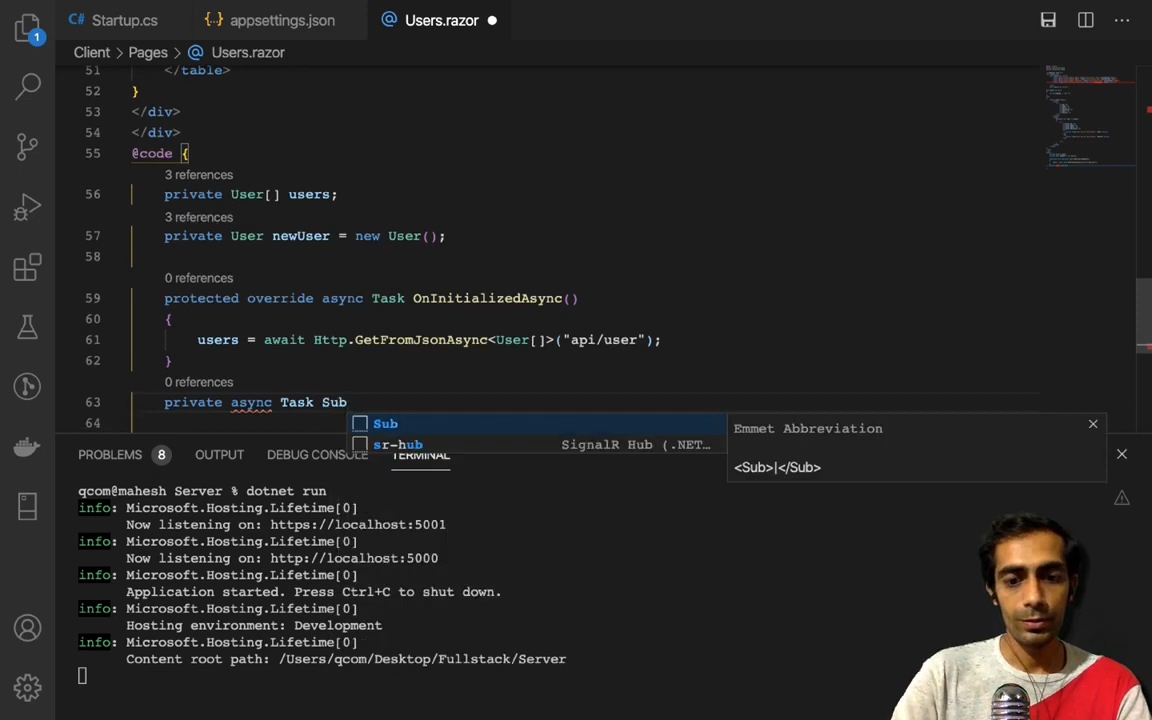 Startup.cs
{..} appsettings.json
@ Users.razor
1
Client > Pages > @ Users.razor
51 </table>
52 }
53 </div>
54 </div>
55 @code {
3 references
56 private User[] users;
3 references
57 private User newUser = new User();
58
0 references
59 protected override async Task OnInitializedAsync()
60 {
61 users = await Http.GetFromJsonAsync<User[]>("api/user");
62 }
0 references
63 private async Task Sub
64
Sub
sr-hub SignalR Hub (.NET…
Emmet Abbreviation
<Sub>|</Sub>
PROBLEMS 8 OUTPUT DEBUG CONSOLE TERMINAL
qcom@mahesh Server % dotnet run
info: Microsoft.Hosting.Lifetime[0]
Now listening on: https://localhost:5001
info: Microsoft.Hosting.Lifetime[0]
Now listening on: http://localhost:5000
info: Microsoft.Hosting.Lifetime[0]
Application started. Press Ctrl+C to shut down.
info: Microsoft.Hosting.Lifetime[0]
Hosting environment: Development
info: Microsoft.Hosting.Lifetime[0]
Content root path: /Users/qcom/Desktop/Fullstack/Server